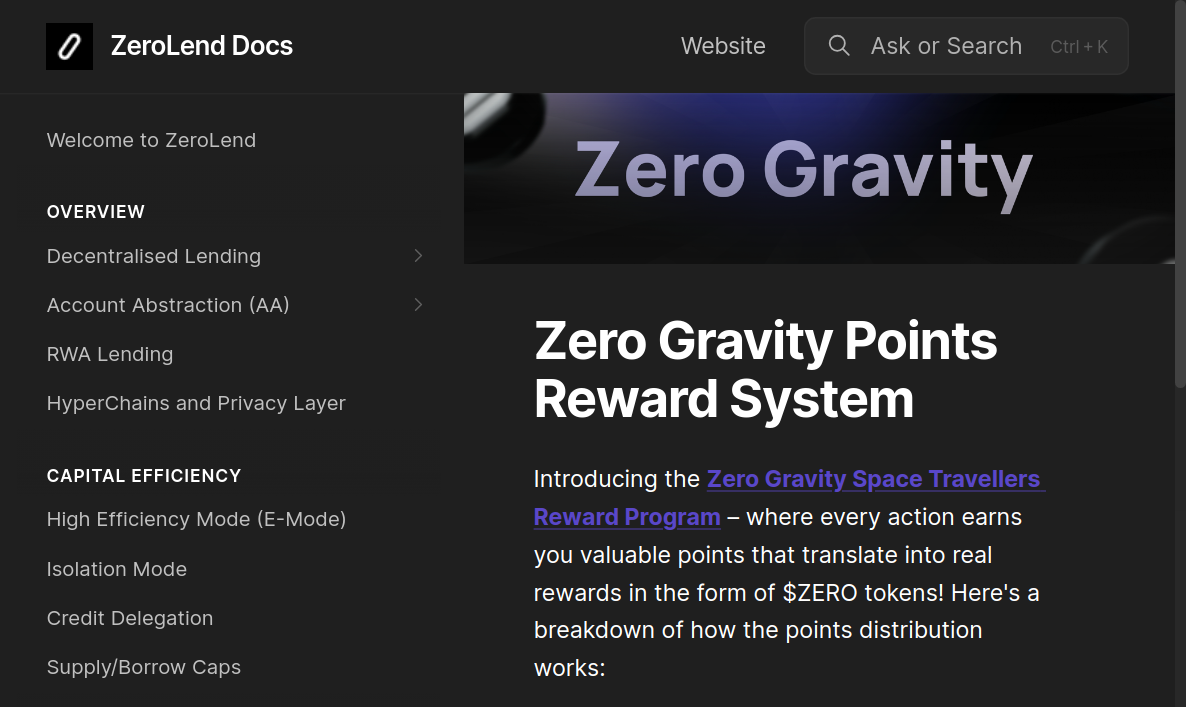 ZeroLend Docs
Website
Ask or Search
Ctrl + K
Welcome to ZeroLend
OVERVIEW
Decentralised Lending
Account Abstraction (AA)
RWA Lending
HyperChains and Privacy Layer
CAPITAL EFFICIENCY
High Efficiency Mode (E-Mode)
Isolation Mode
Credit Delegation
Supply/Borrow Caps
Zero Gravity
Zero Gravity Points
Reward System
Introducing the Zero Gravity Space Travellers
Reward Program – where every action earns
you valuable points that translate into real
rewards in the form of $ZERO tokens! Here's a
breakdown of how the points distribution
works: